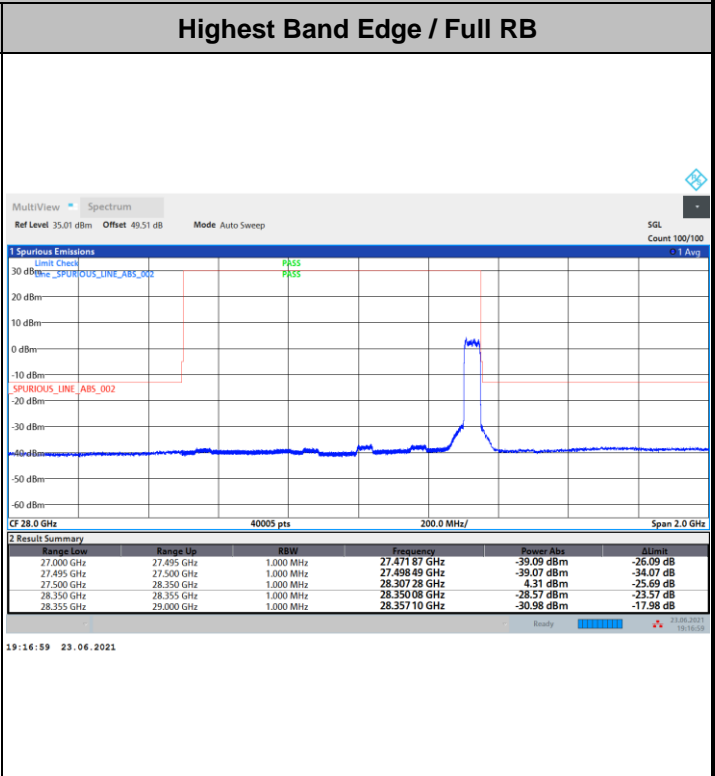 Highest Band Edge / Full RB
MultiView Spectrum
Ref Level 35.01 dBm Offset 49.51 dB Mode Auto Sweep SGL
Count 100/100
1 Spurious Emissions 1 Avg
Limit Check PASS
30 dBm Line _SPURIOUS_LINE_ABS_002 PASS
20 dBm
10 dBm
0 dBm
-10 dBm
_SPURIOUS_LINE_ABS_002
-20 dBm
-30 dBm
-40 dBm
-50 dBm
-60 dBm
CF 28.0 GHz 40005 pts 200.0 MHz/ Span 2.0 GHz
2 Result Summary
Range Low Range Up RBW Frequency Power Abs ΔLimit
27.000 GHz 27.495 GHz 1.000 MHz 27.471 87 GHz -39.09 dBm -26.09 dB
27.495 GHz 27.500 GHz 1.000 MHz 27.498 49 GHz -39.07 dBm -34.07 dB
27.500 GHz 28.350 GHz 1.000 MHz 28.307 28 GHz 4.31 dBm -25.69 dB
28.350 GHz 28.355 GHz 1.000 MHz 28.350 08 GHz -28.57 dBm -23.57 dB
28.355 GHz 29.000 GHz 1.000 MHz 28.357 10 GHz -30.98 dBm -17.98 dB
Ready 23.06.2021
19:16:59
19:16:59 23.06.2021